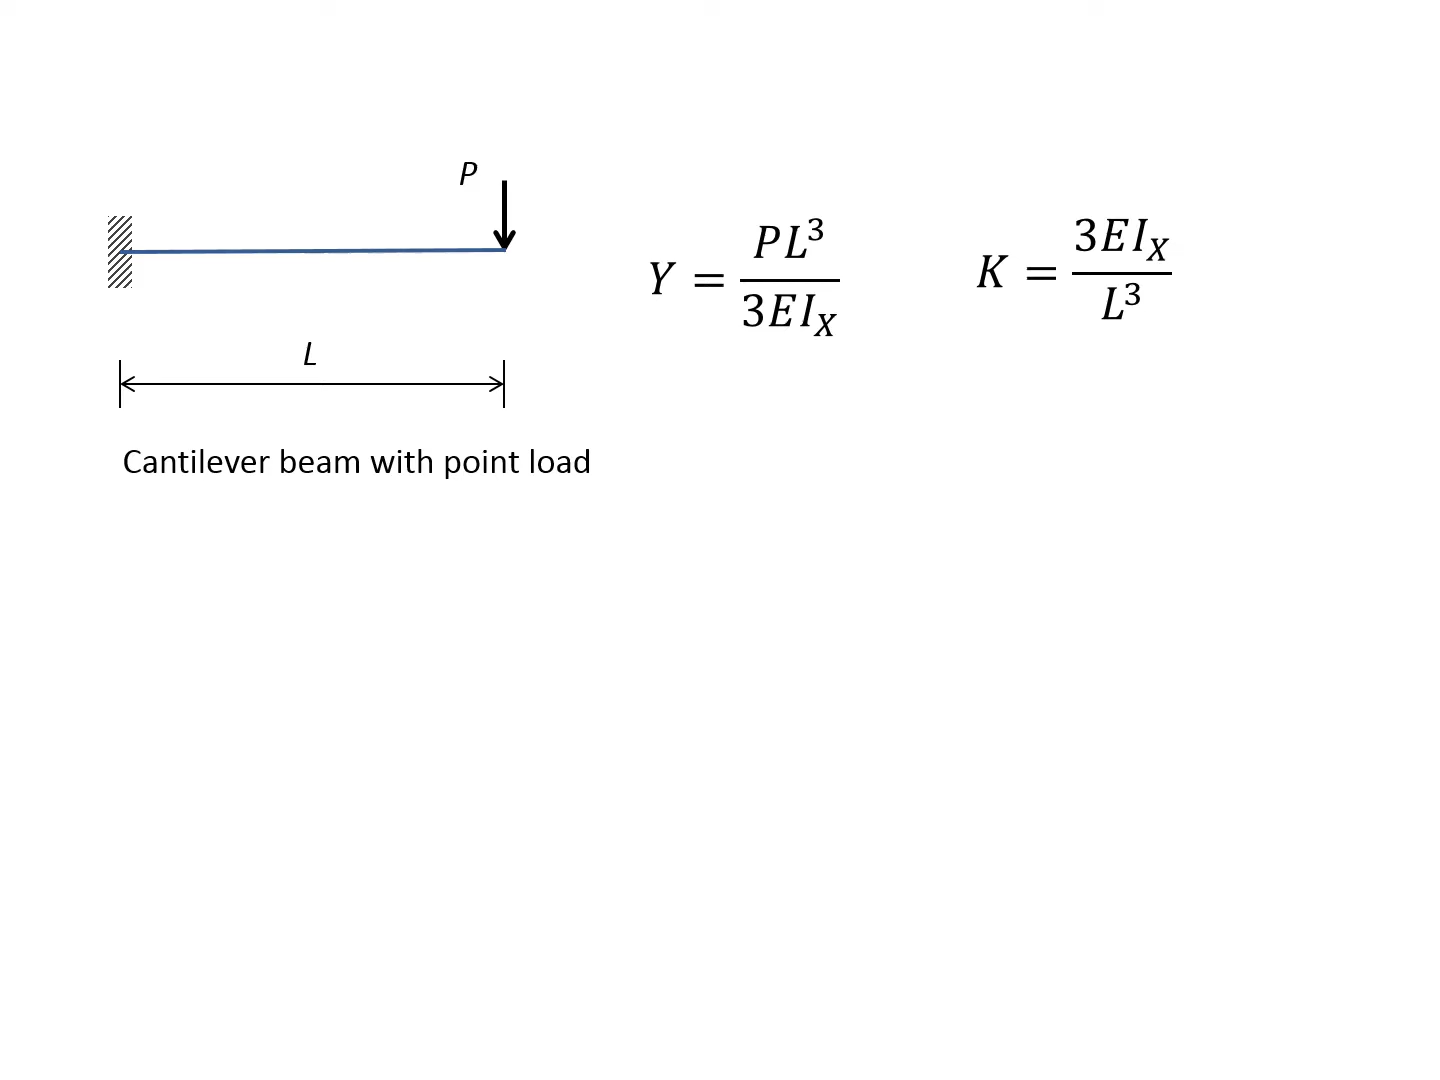 P
Y = PL³/3EI_X
K = 3EI_X/L³
L
Cantilever beam with point load